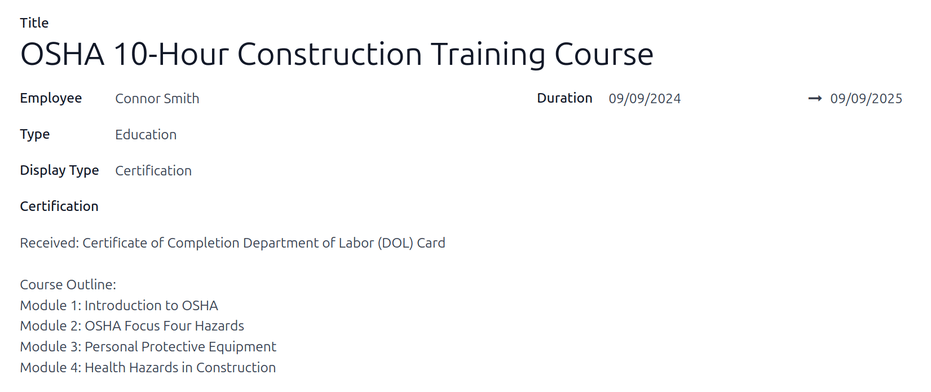 Title
OSHA 10-Hour Construction Training Course
Employee Connor Smith Duration 09/09/2024 → 09/09/2025
Type Education
Display Type Certification
Certification
Received: Certificate of Completion Department of Labor (DOL) Card
Course Outline:
Module 1: Introduction to OSHA
Module 2: OSHA Focus Four Hazards
Module 3: Personal Protective Equipment
Module 4: Health Hazards in Construction